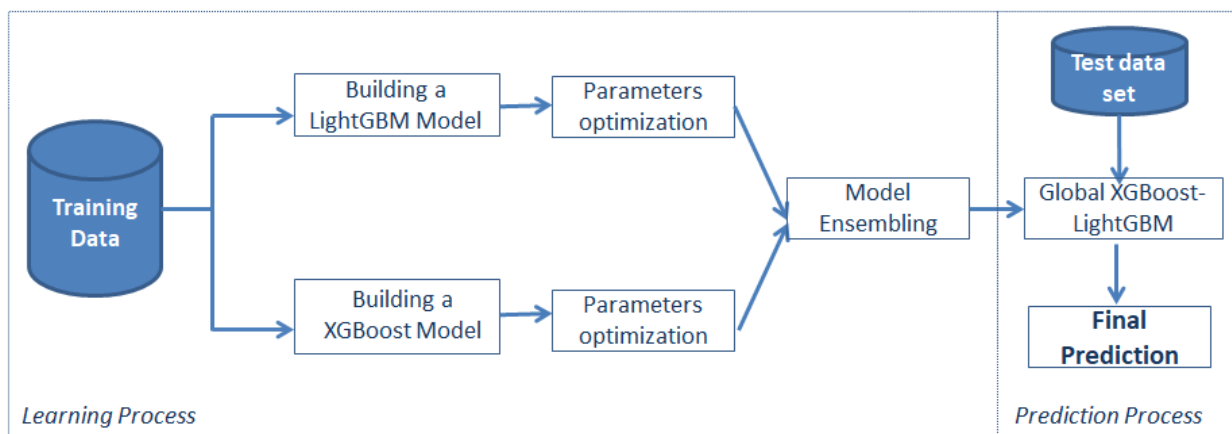 Training
Data
Building a
LightGBM Model
Parameters
optimization
Building a
XGBoost Model
Parameters
optimization
Model
Ensembling
Learning Process
Test data
set
Global XGBoost-
LightGBM
Final
Prediction
Prediction Process